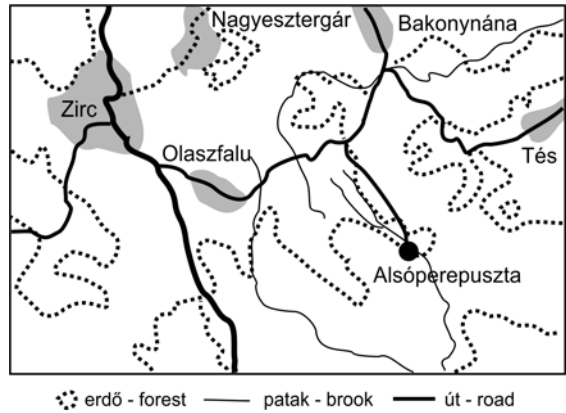 Nagyesztergár
Bakonynána
Zirc
Olaszfalu
Tés
Alsóperepuszta
erdő - forest
patak - brook
út - road